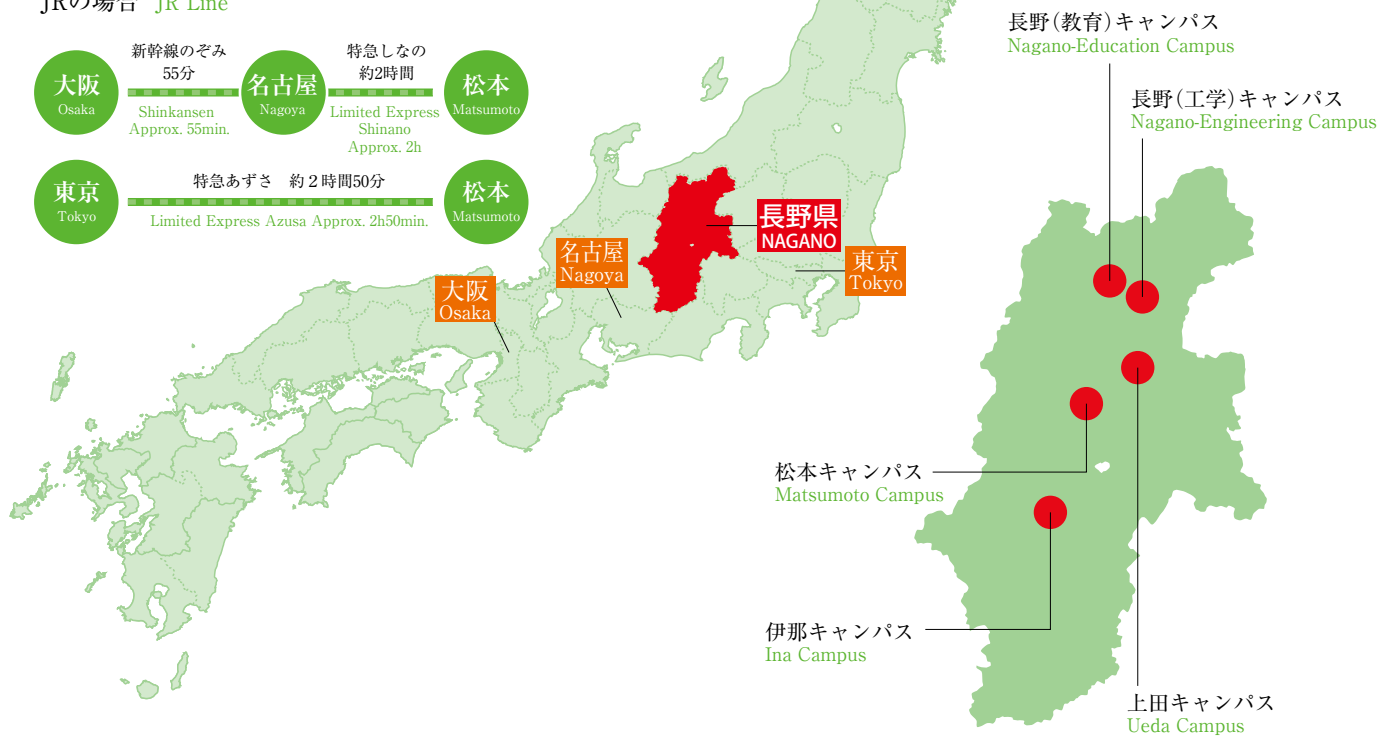 JRの場合 JR Line
大阪
Osaka
新幹線のぞみ
55分
Shinkansen
Approx. 55min.
名古屋
Nagoya
特急しなの
約2時間
Limited Express
Shinano
Approx. 2h
松本
Matsumoto
東京
Tokyo
特急あずさ 約2時間50分
Limited Express Azusa Approx. 2h50min.
松本
Matsumoto
長野県
NAGANO
名古屋
Nagoya
東京
Tokyo
大阪
Osaka
長野(教育)キャンパス
Nagano-Education Campus
長野(工学)キャンパス
Nagano-Engineering Campus
松本キャンパス
Matsumoto Campus
伊那キャンパス
Ina Campus
上田キャンパス
Ueda Campus